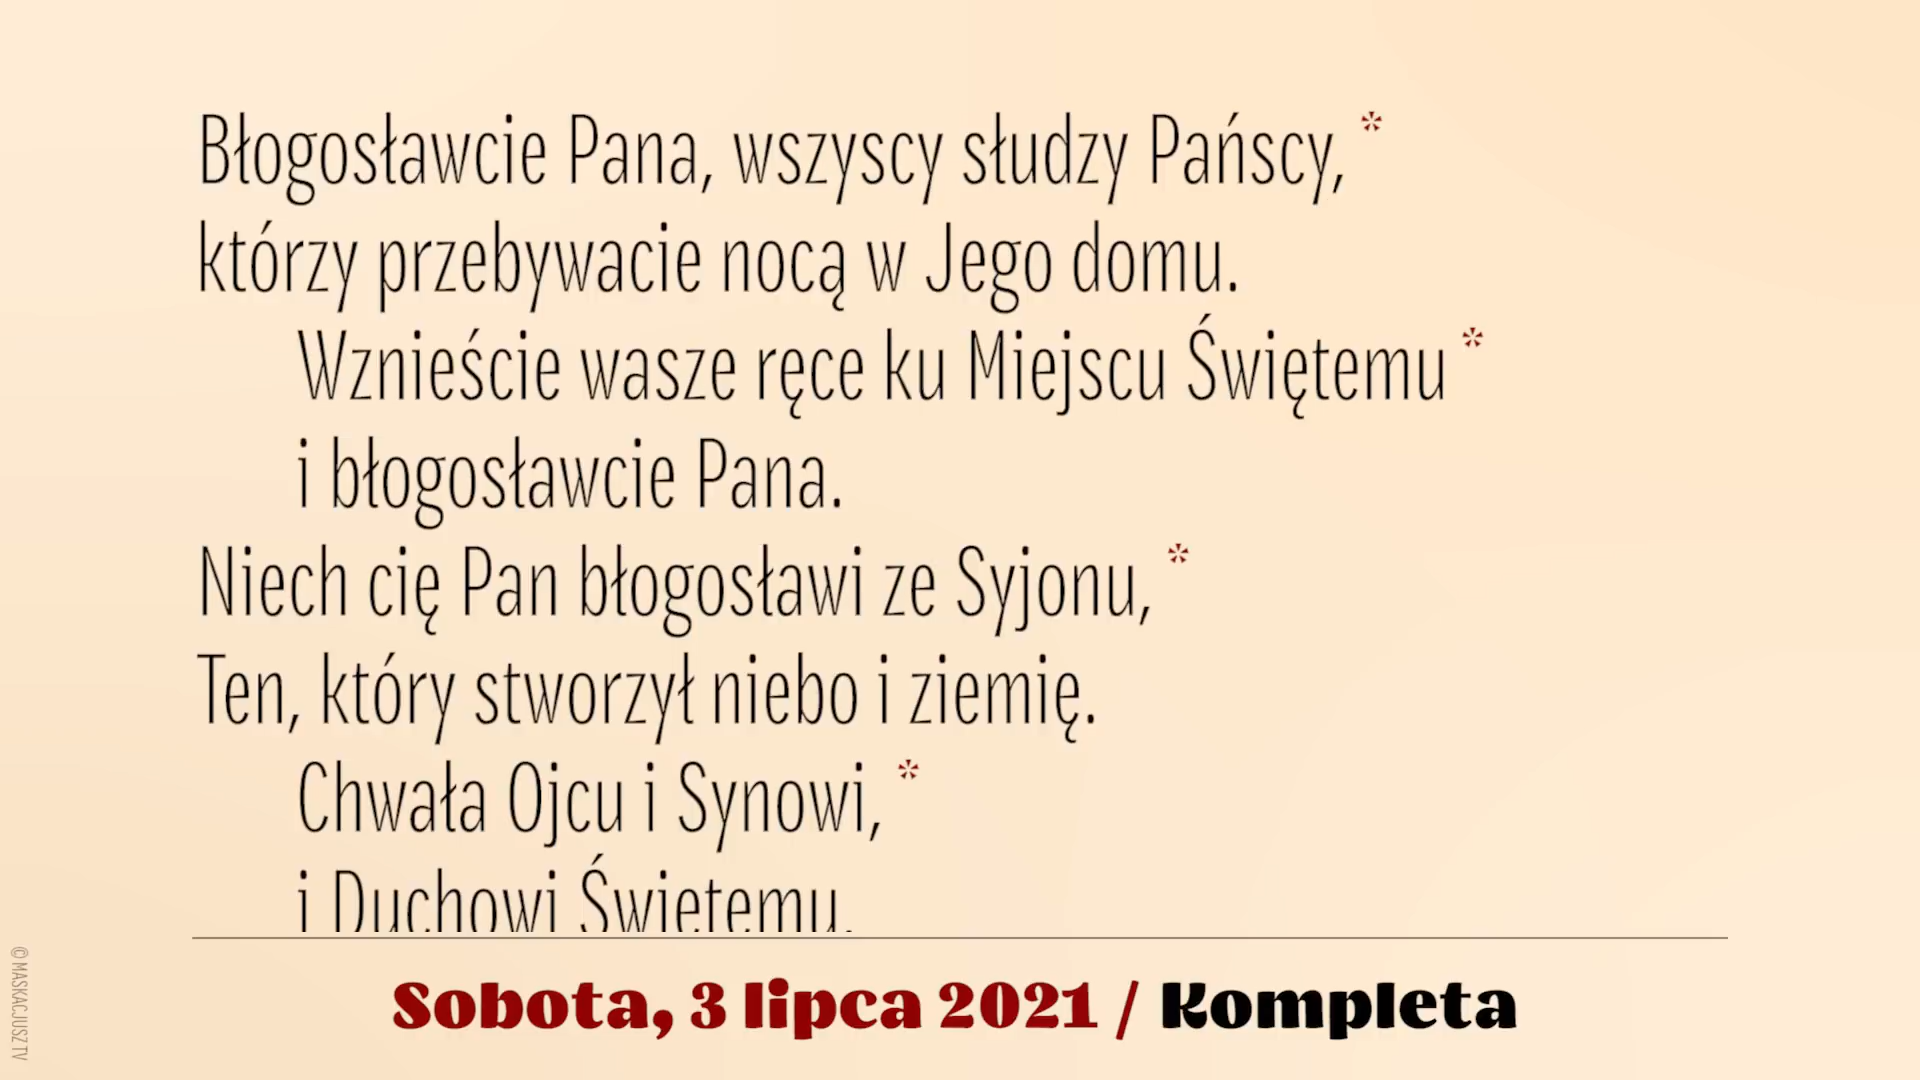 Błogosławcie Pana, wszyscy słudzy Pańscy, *
którzy przebywacie nocą w Jego domu.
Wznieście wasze ręce ku Miejscu Świętemu *
i błogosławcie Pana.
Niech cię Pan błogosławi ze Syjonu, *
Ten, który stworzył niebo i ziemię.
Chwała Ojcu i Synowi, *
i Duchowi Świętemu.
Sobota, 3 lipca 2021 / Kompleta
© MASKACJUSZ TV